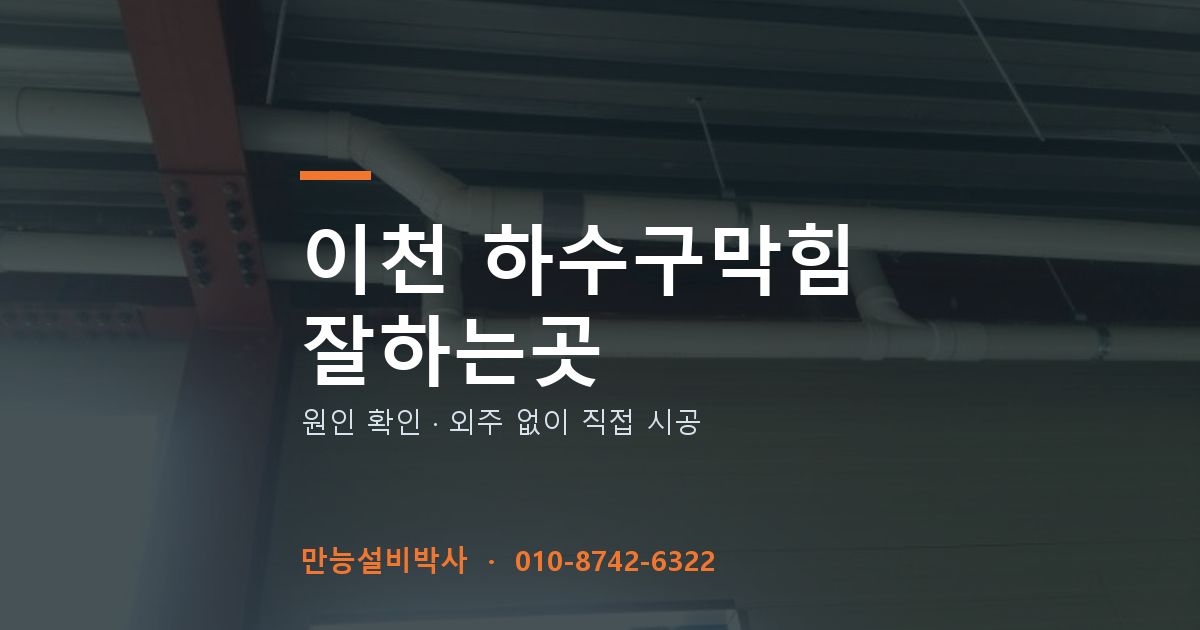 이천 하수구막힘
잘하는곳
원인 확인 · 외주 없이 직접 시공
만능설비박사 · 010-8742-6322